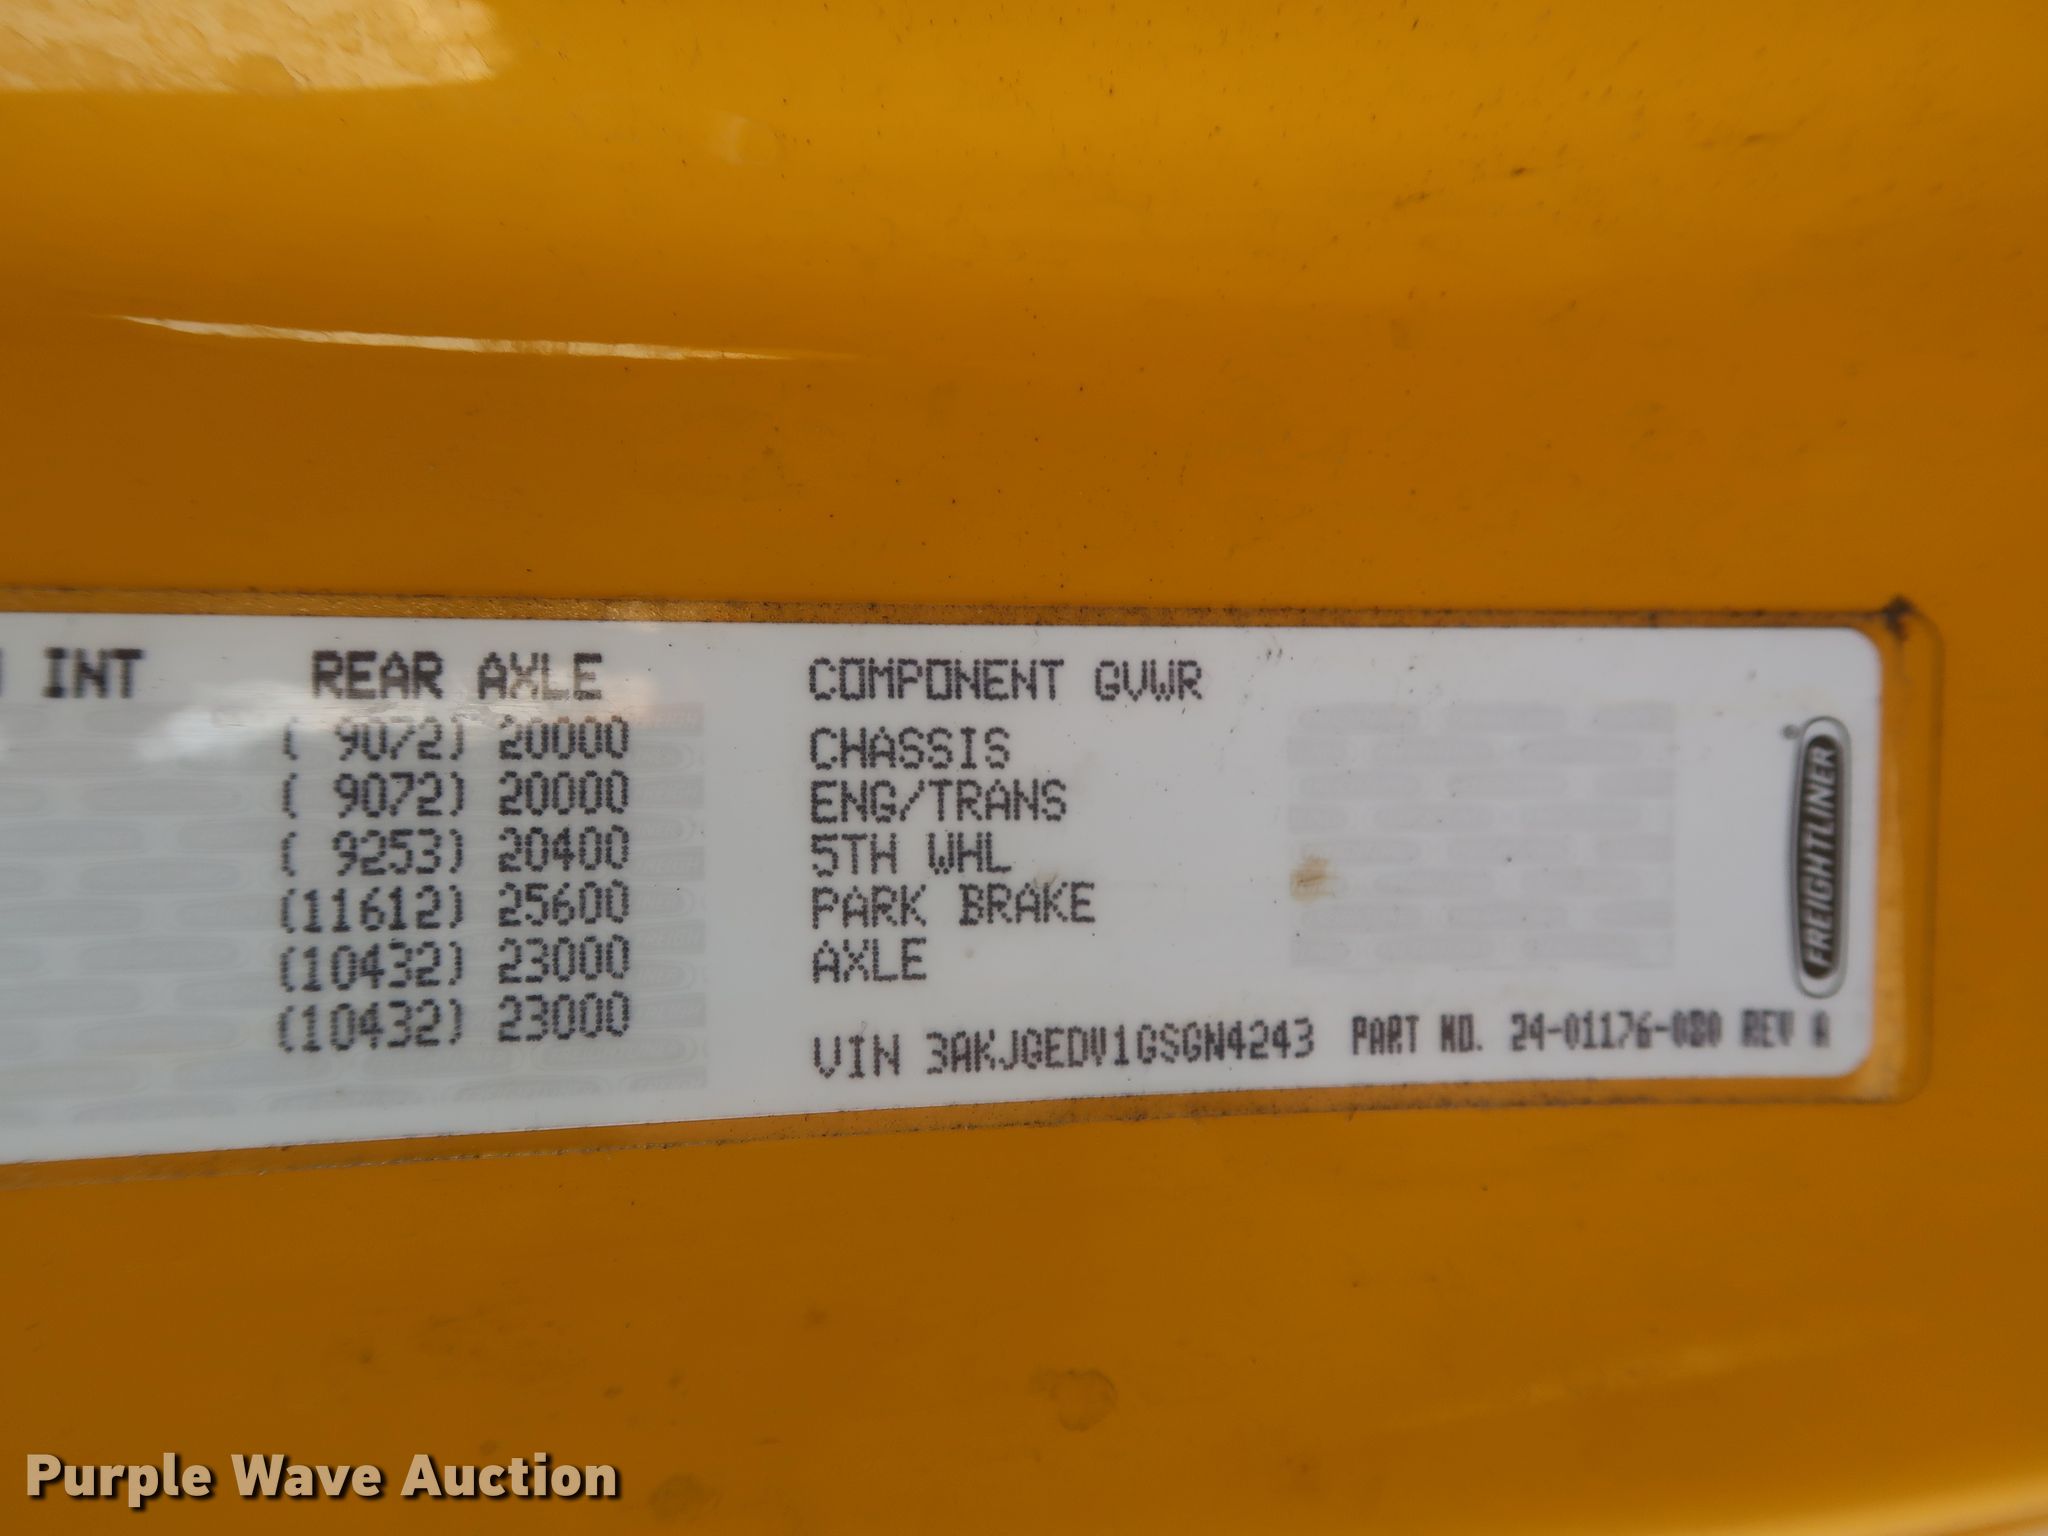 INT REAR AXLE COMPONENT GVWR
( 9072) 20000 CHASSIS
( 9072) 20000 ENG/TRANS
( 9253) 20400 5TH WHL
(11612) 25600 PARK BRAKE
(10432) 23000 AXLE
(10432) 23000
VIN 3AKJGEDV1GSGN4243 PART NO. 24-01176-080 REV A
FREIGHTLINER
®
Purple Wave Auction